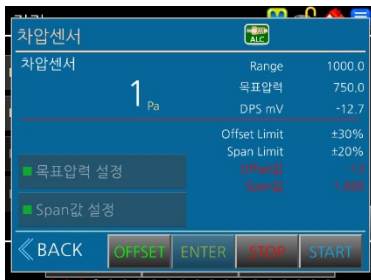 차압센서
ALC
차압센서
1 Pa
Range 1000.0
목표압력 750.0
DPS mV -12.7
Offset Limit ±30%
Span Limit ±20%
Offset값 -13
Span값 1.000
목표압력 설정
Span값 설정
BACK OFFSET ENTER STOP START